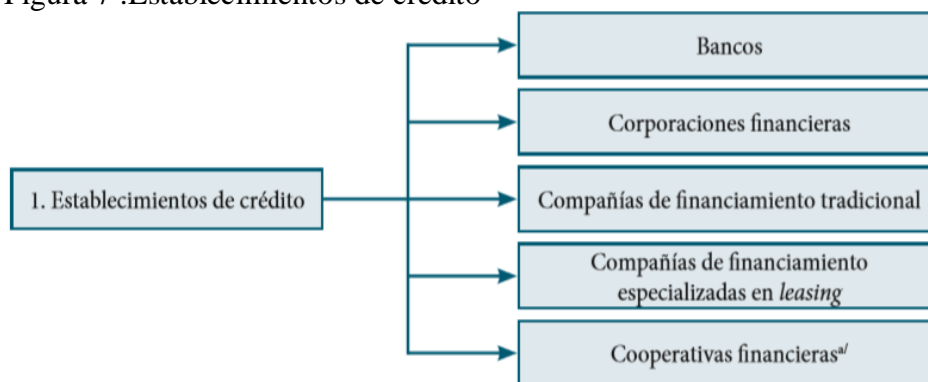 Figura 7 .Establecimientos de crédito
Bancos
Corporaciones financieras
1. Establecimientos de crédito
Compañías de financiamiento tradicional
Compañías de financiamiento
especializadas en leasing
Cooperativas financierasa/